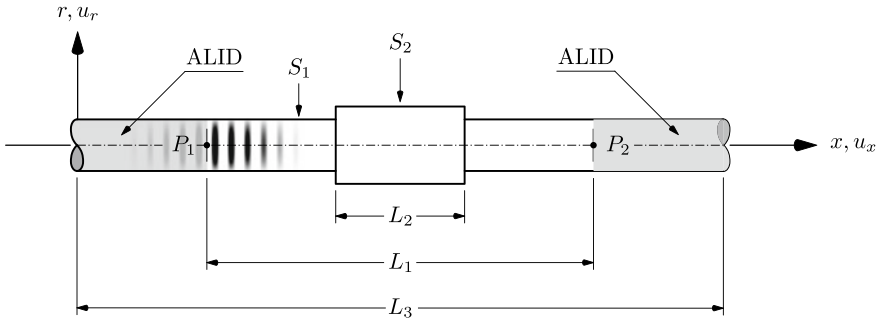 r, u_r
ALID
S_1
S_2
ALID
P_1
P_2
x, u_x
L_2
L_1
L_3